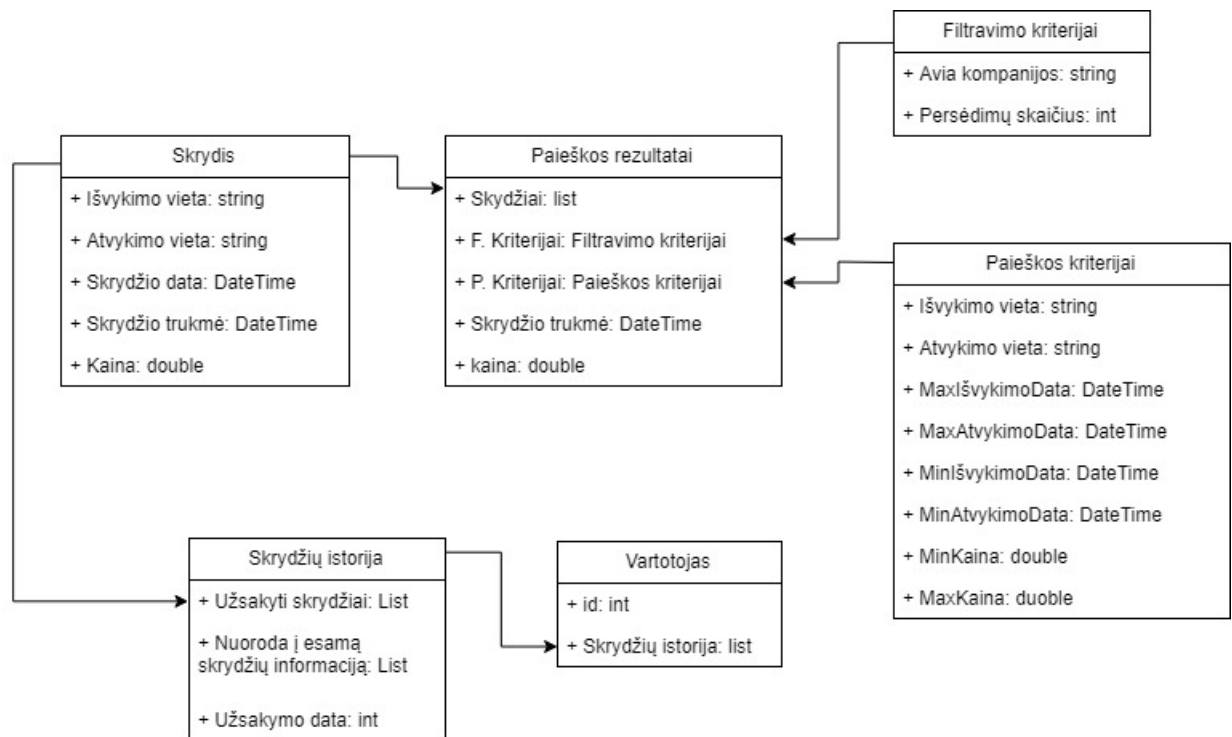 Filtravimo kriterijai
+ Avia kompanijos: string
+ Persėdimų skaičius: int
Skrydis
+ Išvykimo vieta: string
+ Atvykimo vieta: string
+ Skrydžio data: DateTime
+ Skrydžio trukmė: DateTime
+ Kaina: double
Paieškos rezultatai
+ Skydžiai: list
+ F. Kriterijai: Filtravimo kriterijai
+ P. Kriterijai: Paieškos kriterijai
+ Skrydžio trukmė: DateTime
+ kaina: double
Paieškos kriterijai
+ Išvykimo vieta: string
+ Atvykimo vieta: string
+ MaxIšvykimoData: DateTime
+ MaxAtvykimoData: DateTime
+ MinIšvykimoData: DateTime
+ MinAtvykimoData: DateTime
+ MinKaina: double
+ MaxKaina: duoble
Skrydžių istorija
+ Užsakyti skrydžiai: List
+ Nuoroda į esamą
skrydžių informaciją: List
+ Užsakymo data: int
Vartotojas
+ id: int
+ Skrydžių istorija: list